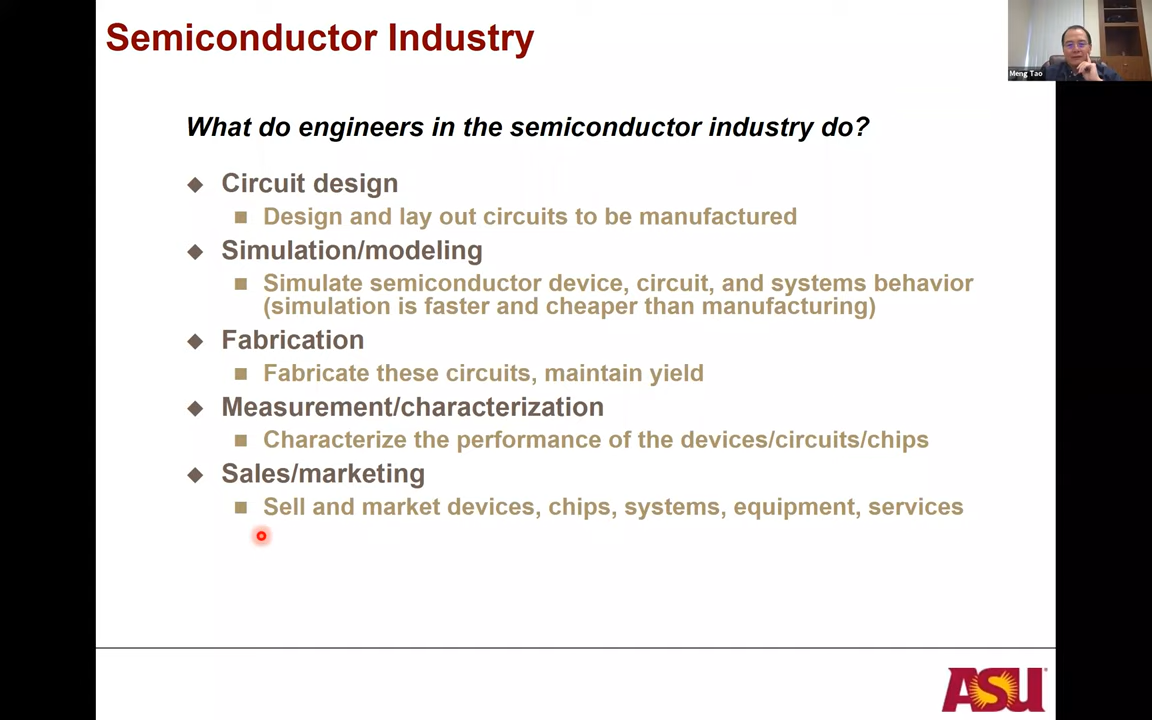 Semiconductor Industry
Meng Tao
What do engineers in the semiconductor industry do?
Circuit design
Design and lay out circuits to be manufactured
Simulation/modeling
Simulate semiconductor device, circuit, and systems behavior
(simulation is faster and cheaper than manufacturing)
Fabrication
Fabricate these circuits, maintain yield
Measurement/characterization
Characterize the performance of the devices/circuits/chips
Sales/marketing
Sell and market devices, chips, systems, equipment, services
ASU